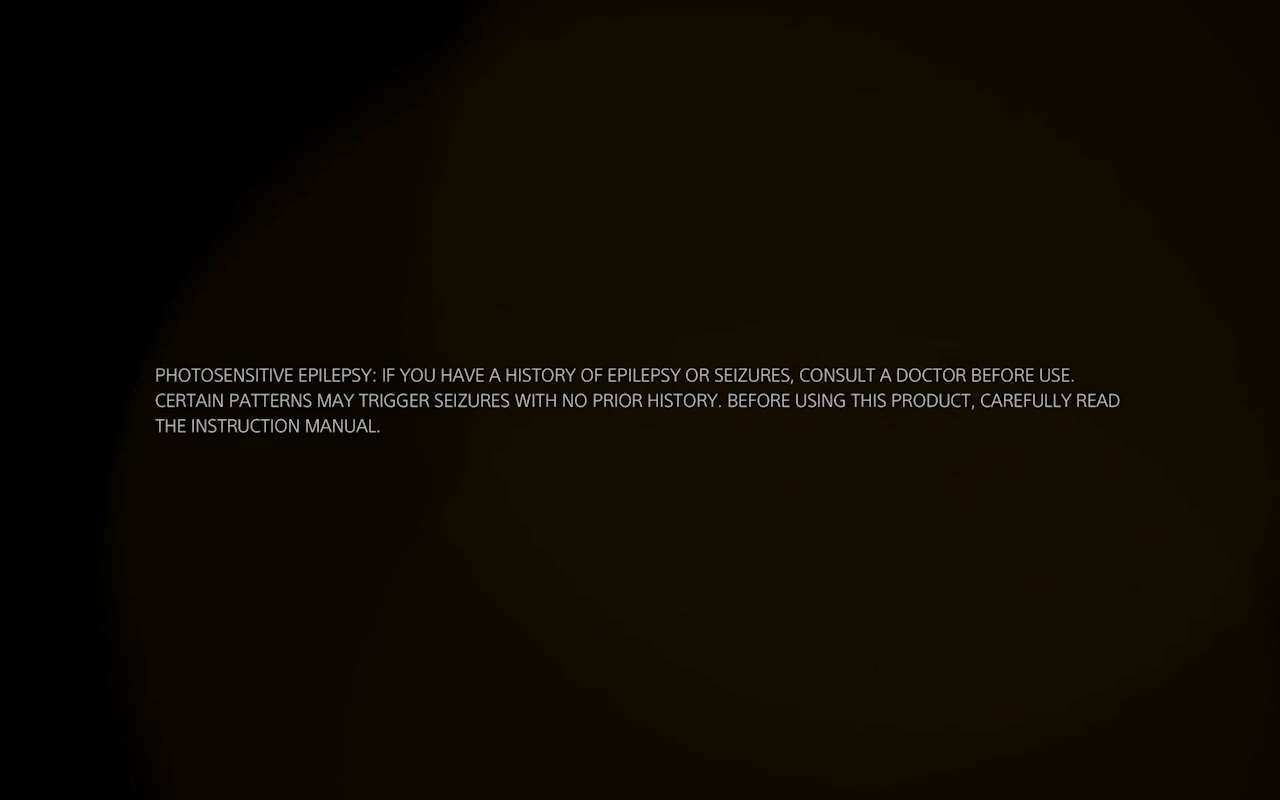 PHOTOSENSITIVE EPILEPSY: IF YOU HAVE A HISTORY OF EPILEPSY OR SEIZURES, CONSULT A DOCTOR BEFORE USE.
CERTAIN PATTERNS MAY TRIGGER SEIZURES WITH NO PRIOR HISTORY. BEFORE USING THIS PRODUCT, CAREFULLY READ
THE INSTRUCTION MANUAL.